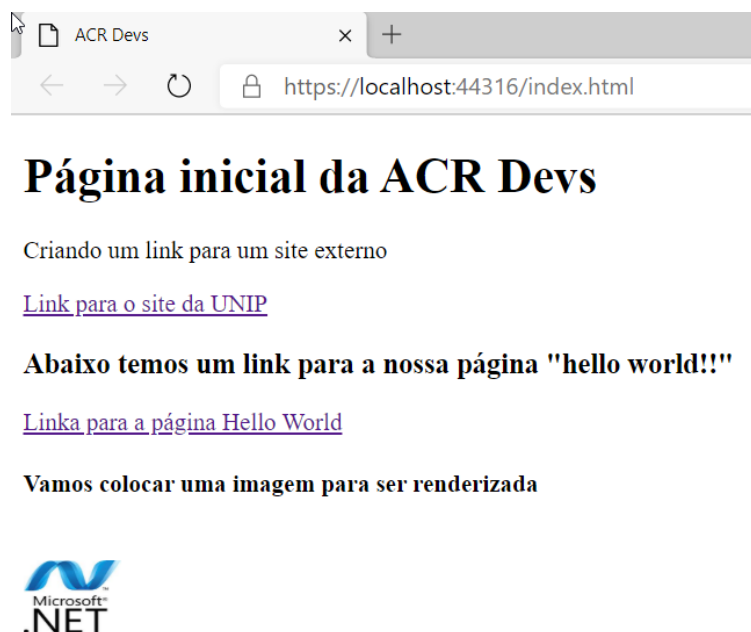 ACR Devs
https://localhost:44316/index.html
Página inicial da ACR Devs
Criando um link para um site externo
Link para o site da UNIP
Abaixo temos um link para a nossa página "hello world!!"
Linka para a página Hello World
Vamos colocar uma imagem para ser renderizada
Microsoft®
.NET